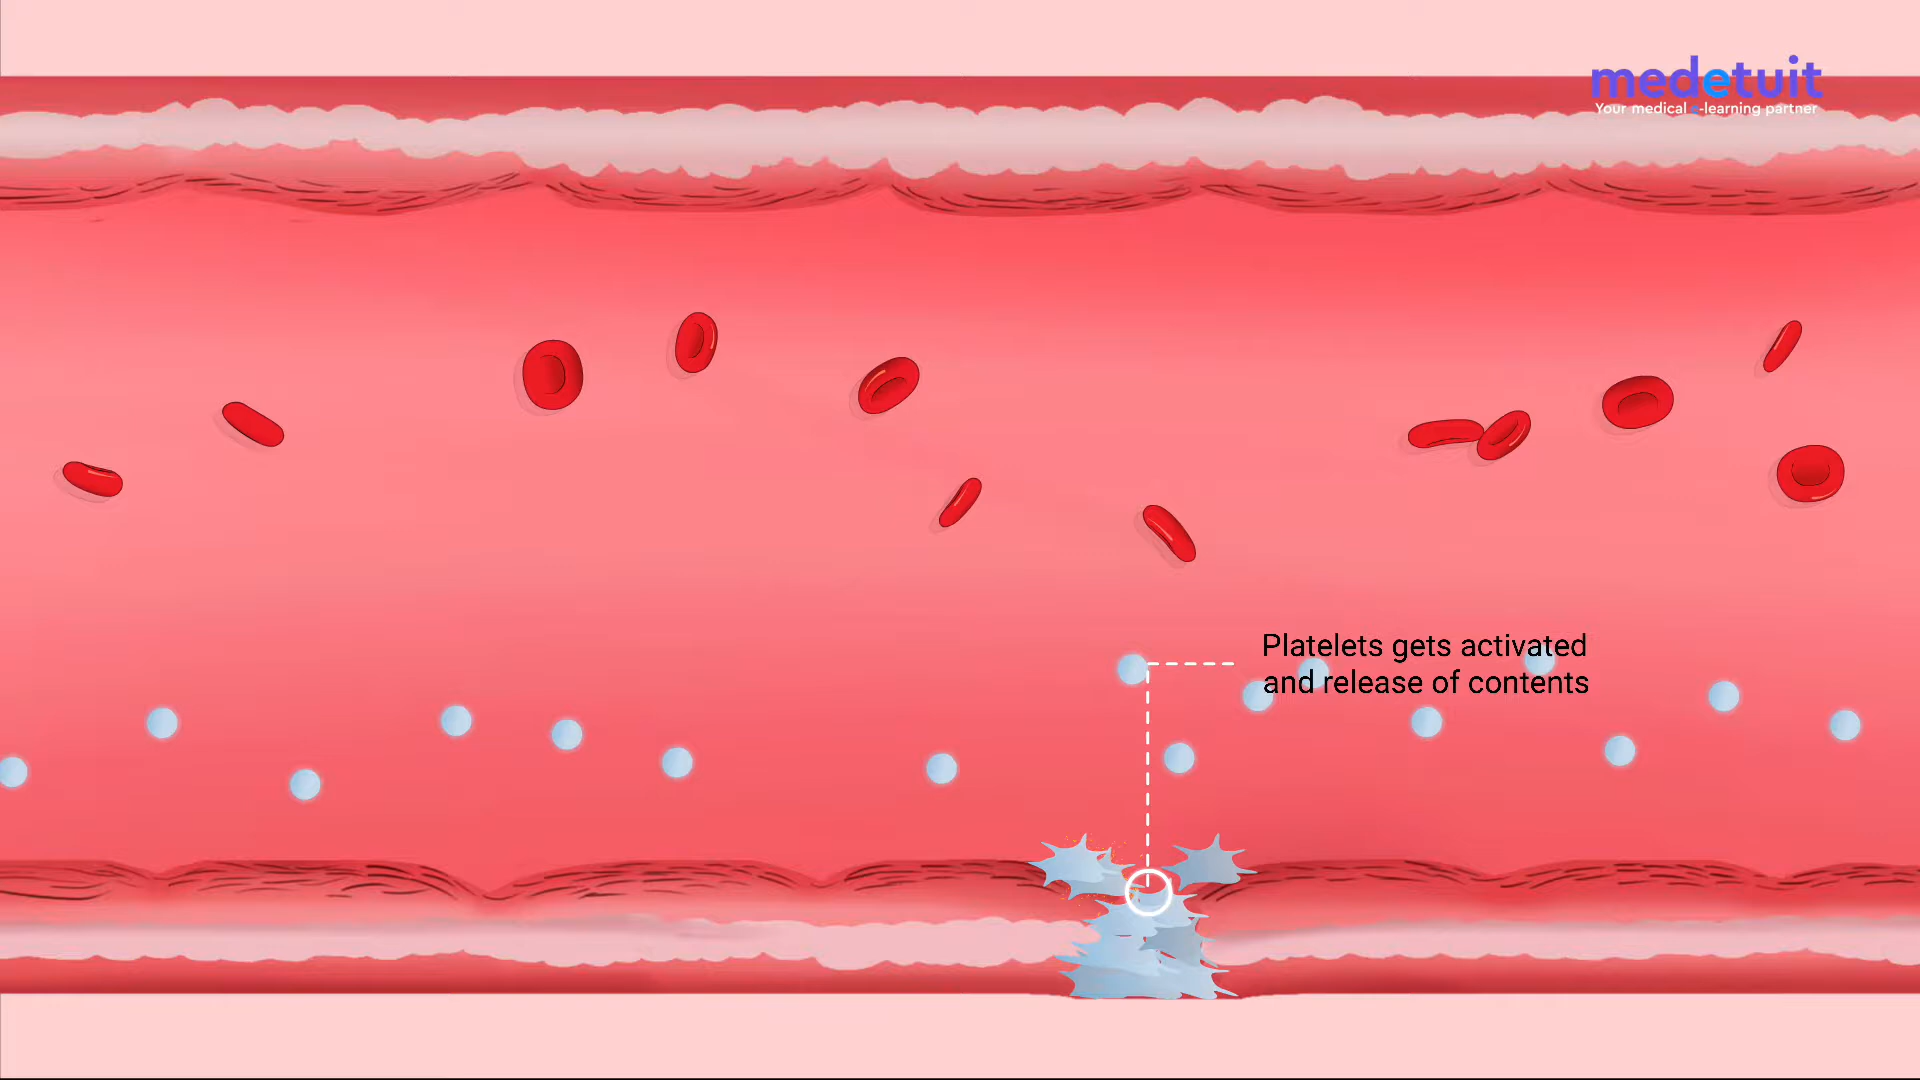 medetuit
Your medical e-learning partner
Platelets gets activated
and release of contents